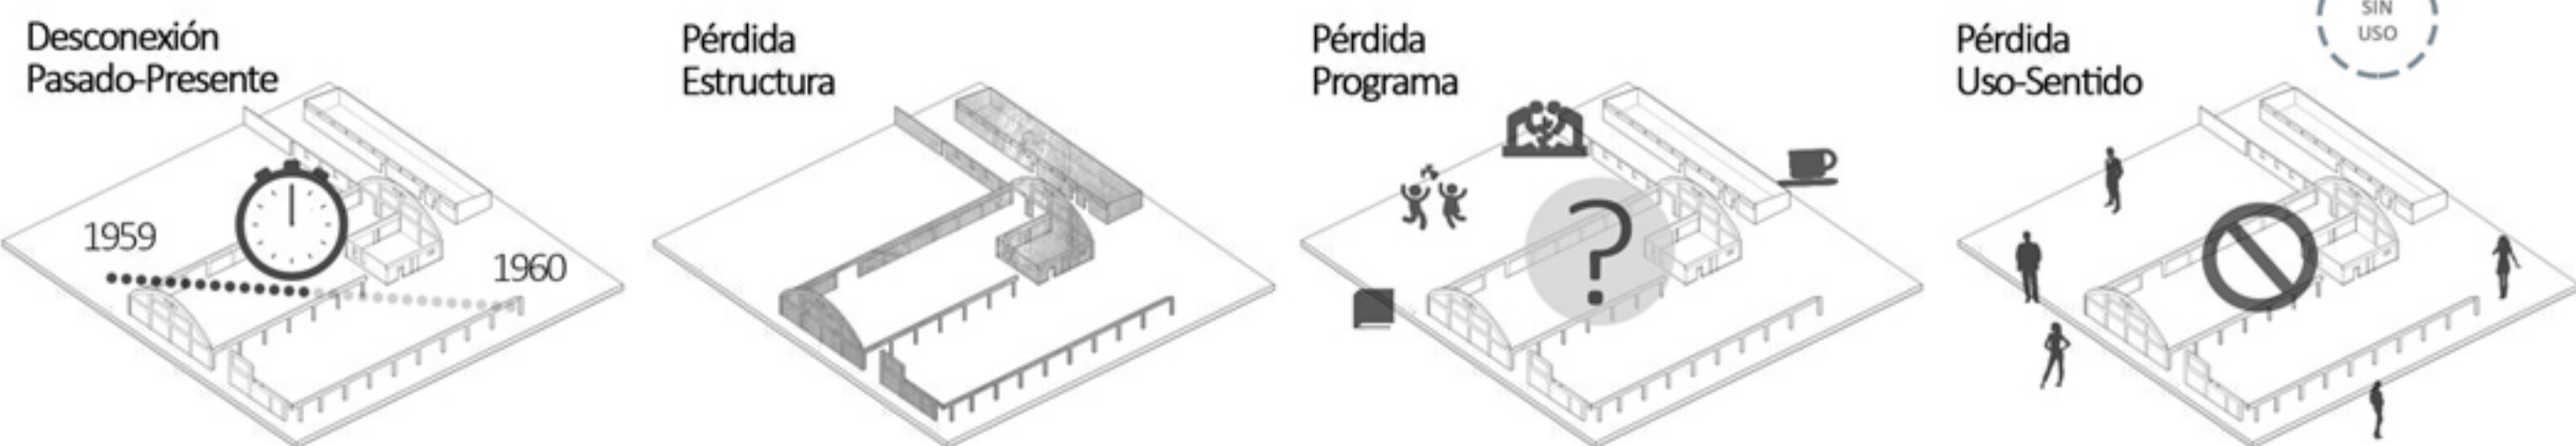 Desconexión
Pasado-Presente
1959
1960
Pérdida
Estructura
Pérdida
Programa
?
Pérdida
Uso-Sentido
SIN
USO